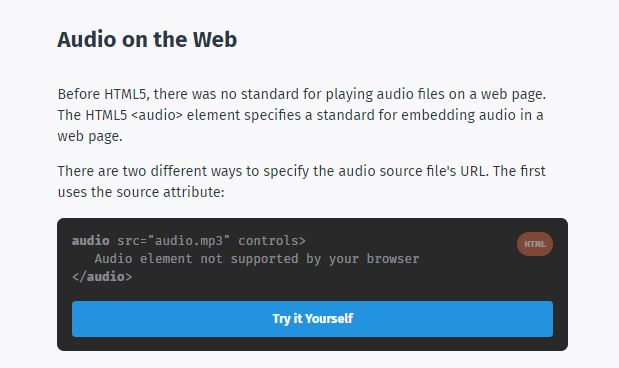 Audio on the Web
Before HTML5, there was no standard for playing audio files on a web page.
The HTML5 <audio> element specifies a standard for embedding audio in a
web page.
There are two different ways to specify the audio source file's URL. The first
uses the source attribute:
audio src="audio.mp3" controls>
HTML
Audio element not supported by your browser
</audio>
Try it Yourself